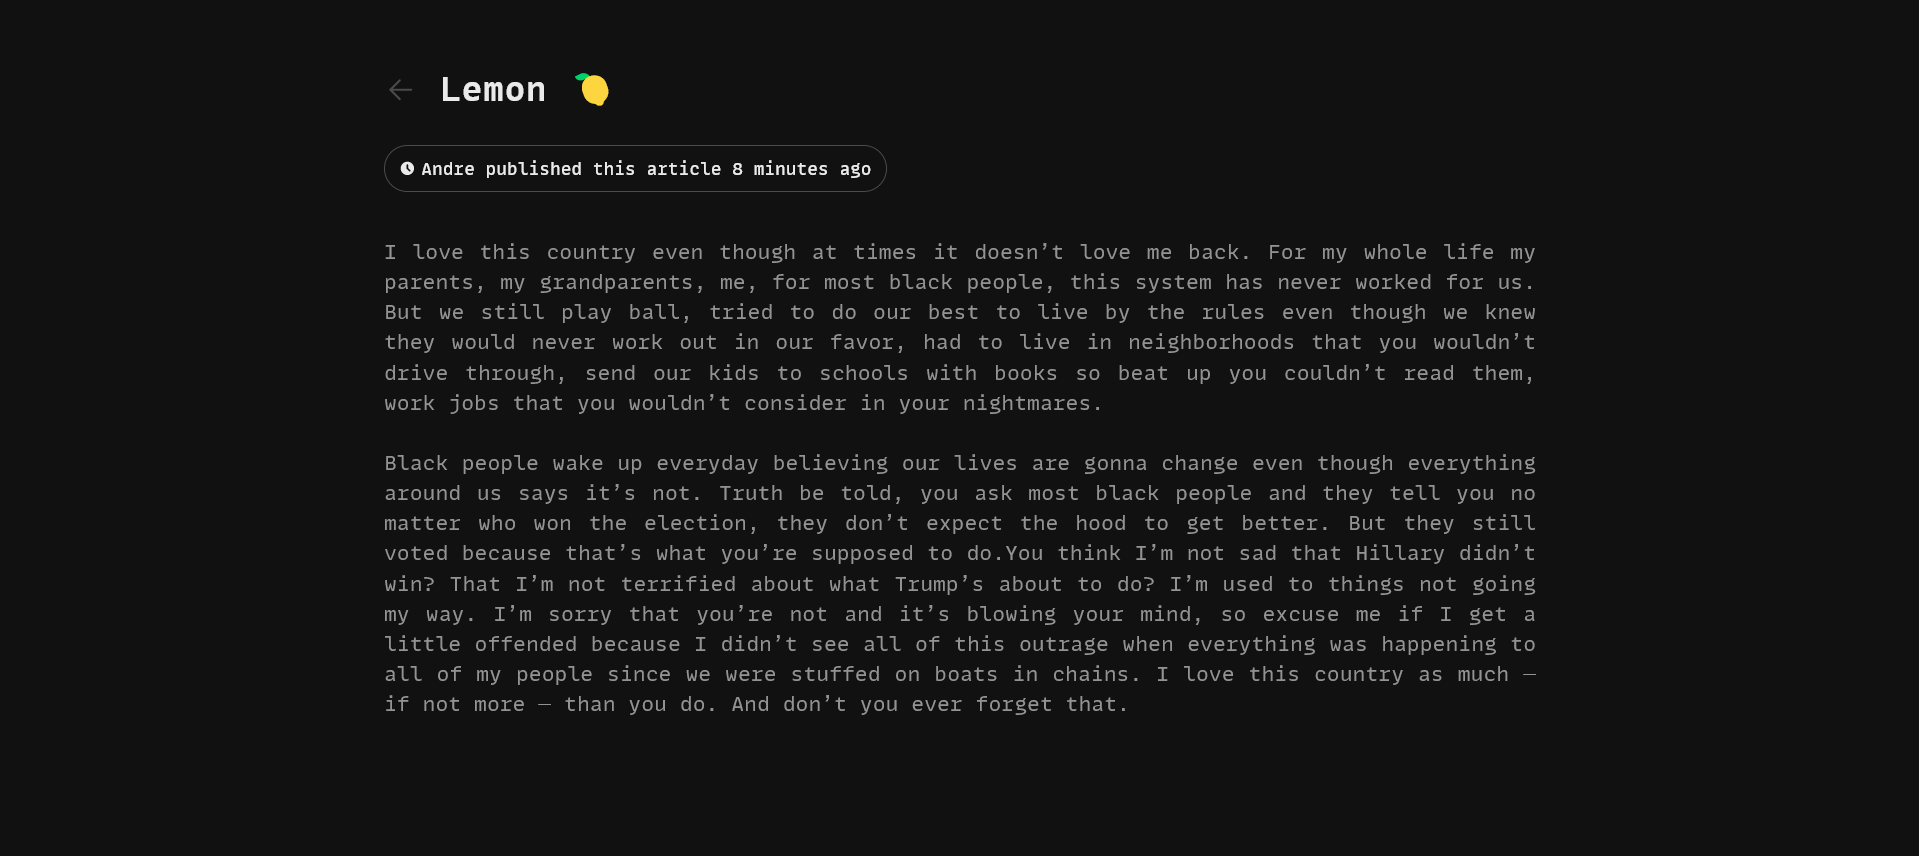 Lemon 🍋
Andre published this article 8 minutes ago
I love this country even though at times it doesn’t love me back. For my whole life my
parents, my grandparents, me, for most black people, this system has never worked for us.
But we still play ball, tried to do our best to live by the rules even though we knew
they would never work out in our favor, had to live in neighborhoods that you wouldn’t
drive through, send our kids to schools with books so beat up you couldn’t read them,
work jobs that you wouldn’t consider in your nightmares.
Black people wake up everyday believing our lives are gonna change even though everything
around us says it’s not. Truth be told, you ask most black people and they tell you no
matter who won the election, they don’t expect the hood to get better. But they still
voted because that’s what you’re supposed to do.You think I’m not sad that Hillary didn’t
win? That I’m not terrified about what Trump’s about to do? I’m used to things not going
my way. I’m sorry that you’re not and it’s blowing your mind, so excuse me if I get a
little offended because I didn’t see all of this outrage when everything was happening to
all of my people since we were stuffed on boats in chains. I love this country as much —
if not more — than you do. And don’t you ever forget that.